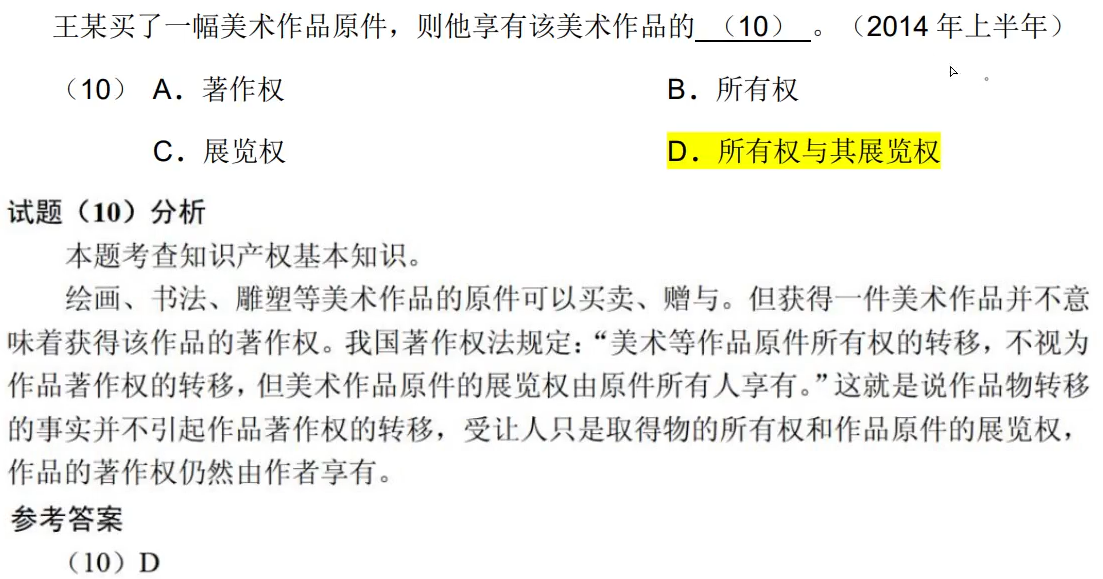 王某买了一幅美术作品原件，则他享有该美术作品的 （10） 。（2014 年上半年）
（10） A．著作权 B．所有权
C．展览权 D．所有权与其展览权
试题（10）分析
本题考查知识产权基本知识。
绘画、书法、雕塑等美术作品的原件可以买卖、赠与。但获得一件美术作品并不意
味着获得该作品的著作权。我国著作权法规定：“美术等作品原件所有权的转移，不视为
作品著作权的转移，但美术作品原件的展览权由原件所有人享有。”这就是说作品物转移
的事实并不引起作品著作权的转移，受让人只是取得物的所有权和作品原件的展览权，
作品的著作权仍然由作者享有。
参考答案
（10）D